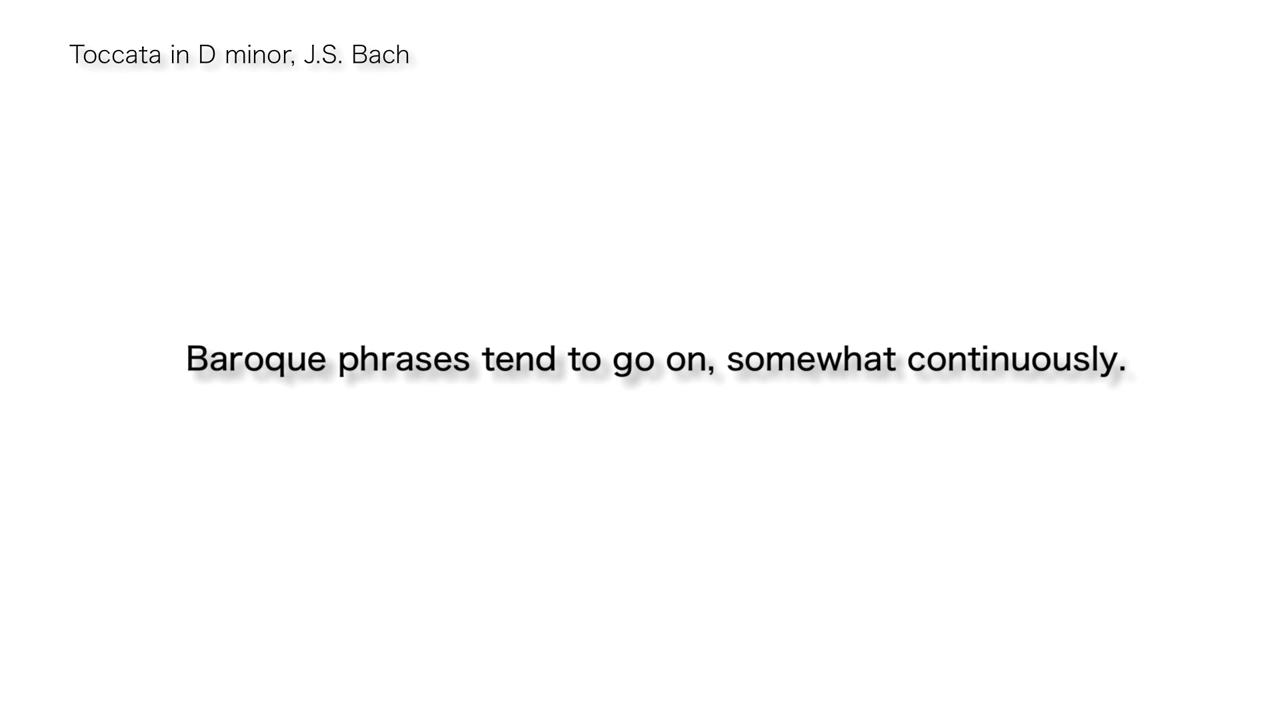 Toccata in D minor, J.S. Bach
Baroque phrases tend to go on, somewhat continuously.